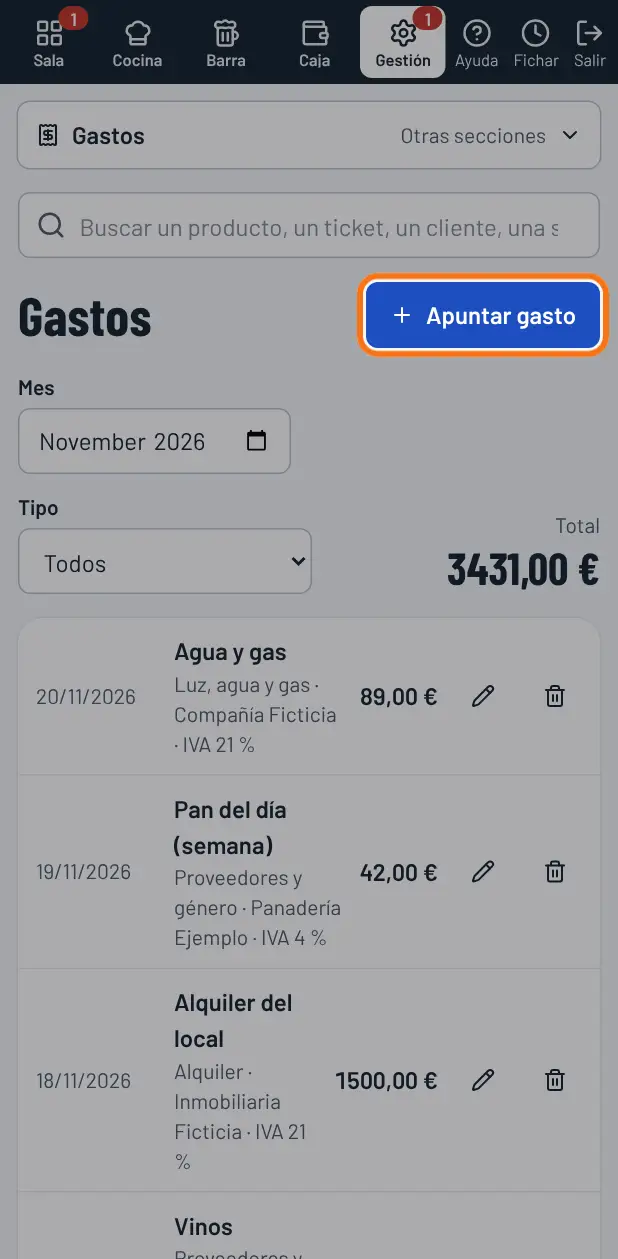 1
1
Sala
Cocina
Barra
Caja
Gestión
Ayuda
Fichar
Salir
Gastos
Otras secciones
Buscar un producto, un ticket, un cliente, una s
Gastos
+ Apuntar gasto
Mes
November 2026
Tipo
Todos
Total
3431,00 €
20/11/2026
Agua y gas
Luz, agua y gas ·
Compañía Ficticia
· IVA 21 %
89,00 €
19/11/2026
Pan del día
(semana)
Proveedores y
género · Panadería
Ejemplo · IVA 4 %
42,00 €
18/11/2026
Alquiler del
local
Alquiler ·
Inmobiliaria
Ficticia · IVA 21
%
1500,00 €
Vinos
Proveedores y